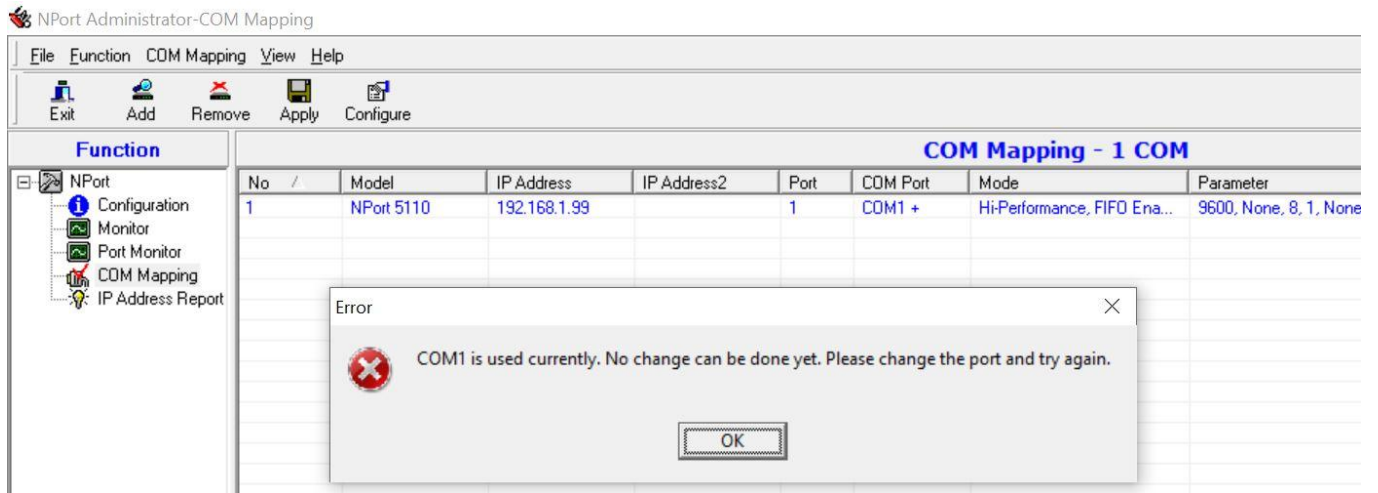 NPort Administrator-COM Mapping
File Function COM Mapping View Help
Exit Add Remove Apply Configure
Function
COM Mapping - 1 COM
NPort
Configuration
Monitor
Port Monitor
COM Mapping
IP Address Report
No Model IP Address IP Address2 Port COM Port Mode Parameter
1 NPort 5110 192.168.1.99 1 COM1 + Hi-Performance, FIFO Ena... 9600, None, 8, 1, None
Error
COM1 is used currently. No change can be done yet. Please change the port and try again.
OK